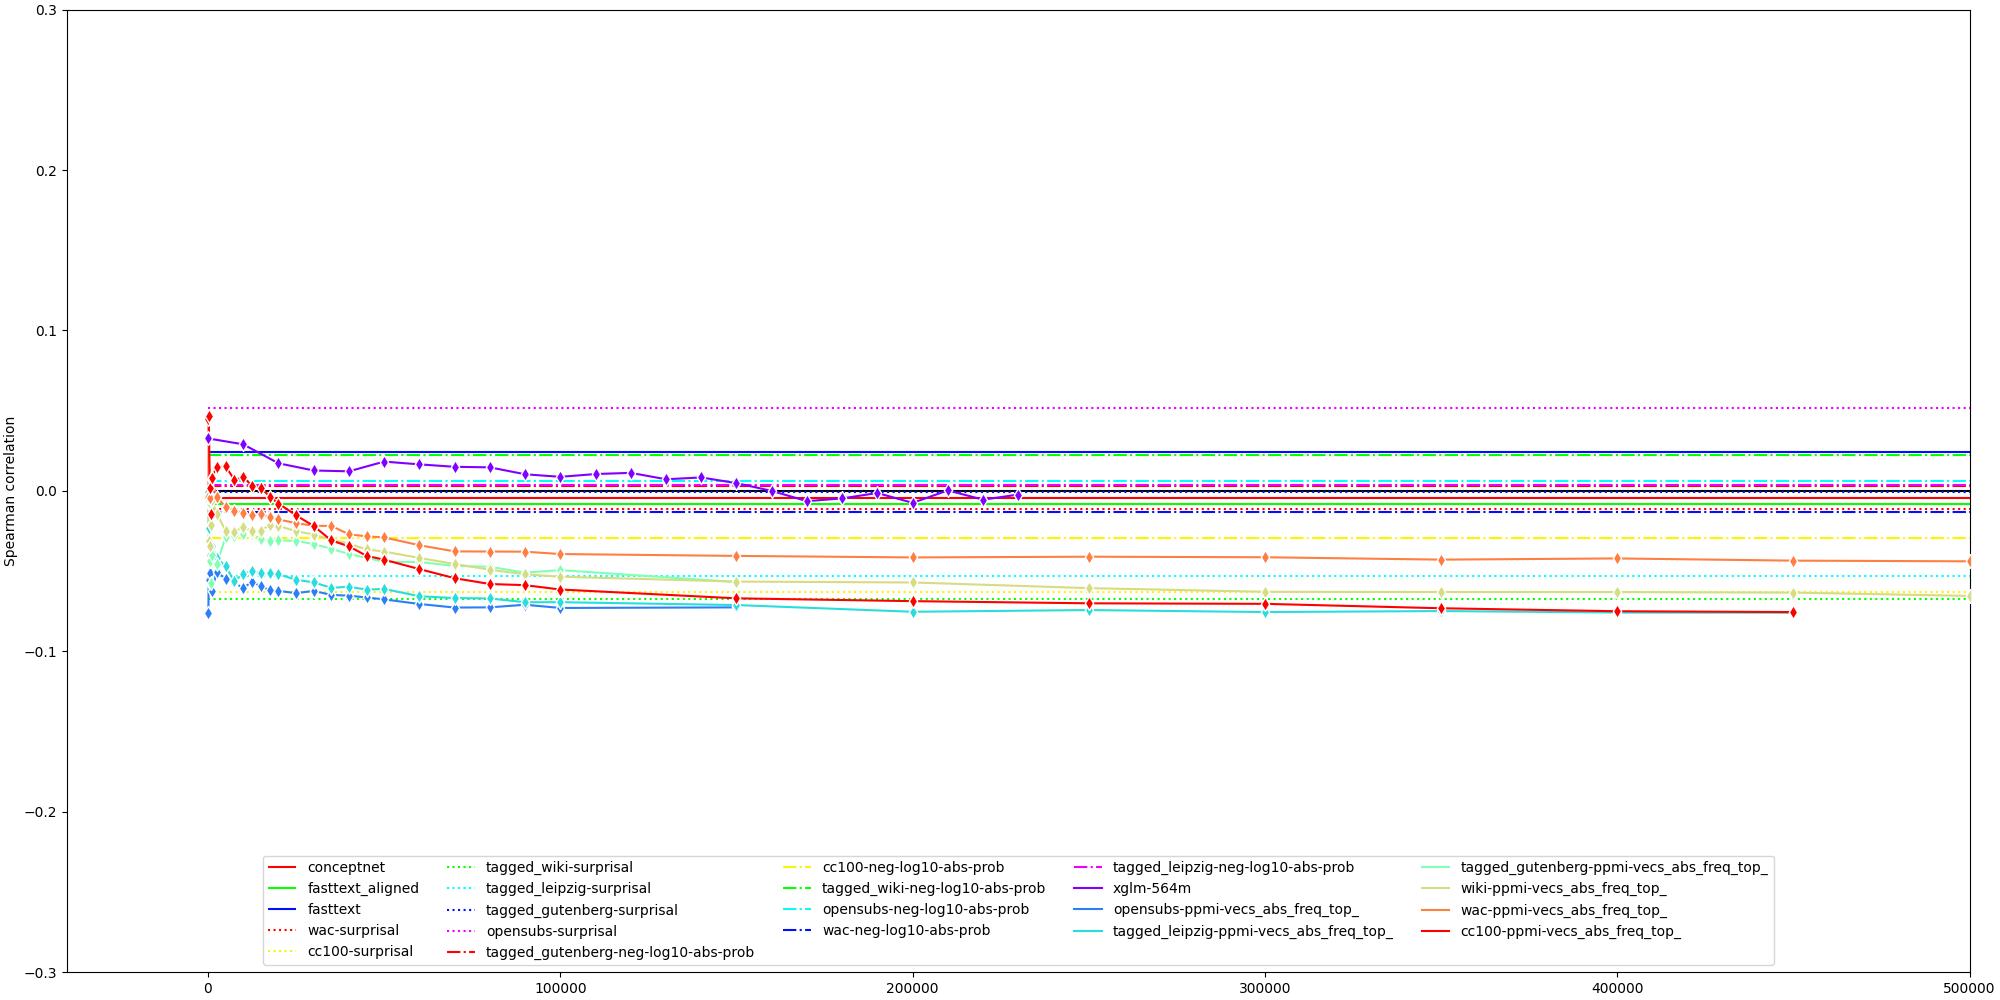 0.3
0.2
0.1
0.0
−0.1
−0.2
−0.3
Spearman correlation
conceptnet
fasttext_aligned
fasttext
wac-surprisal
cc100-surprisal
tagged_wiki-surprisal
tagged_leipzig-surprisal
tagged_gutenberg-surprisal
opensubs-surprisal
tagged_gutenberg-neg-log10-abs-prob
cc100-neg-log10-abs-prob
tagged_wiki-neg-log10-abs-prob
opensubs-neg-log10-abs-prob
wac-neg-log10-abs-prob
tagged_leipzig-neg-log10-abs-prob
xglm-564m
opensubs-ppmi-vecs_abs_freq_top_
tagged_leipzig-ppmi-vecs_abs_freq_top_
tagged_gutenberg-ppmi-vecs_abs_freq_top_
wiki-ppmi-vecs_abs_freq_top_
wac-ppmi-vecs_abs_freq_top_
cc100-ppmi-vecs_abs_freq_top_
0 100000 200000 300000 400000 500000